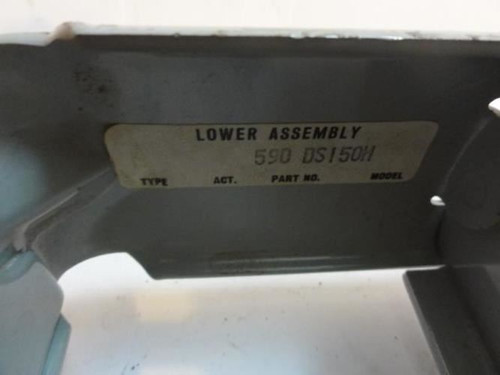 LOWER ASSEMBLY
590 DS150H
TYPE ACT. PART NO. MODEL